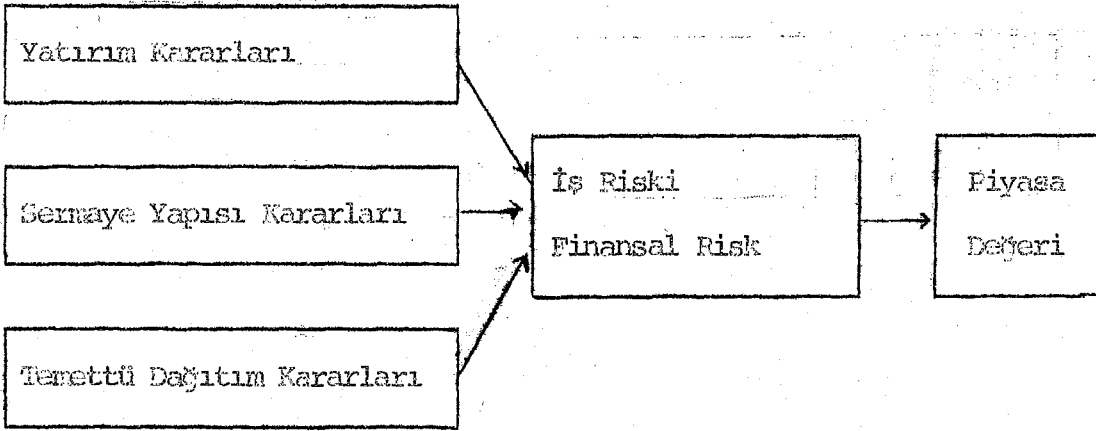 Yatırım Kararları
Sermaye Yapısı Kararları
Temettü Dağıtım Kararları
İş Riski
Finansal Risk
Piyasa
Değeri